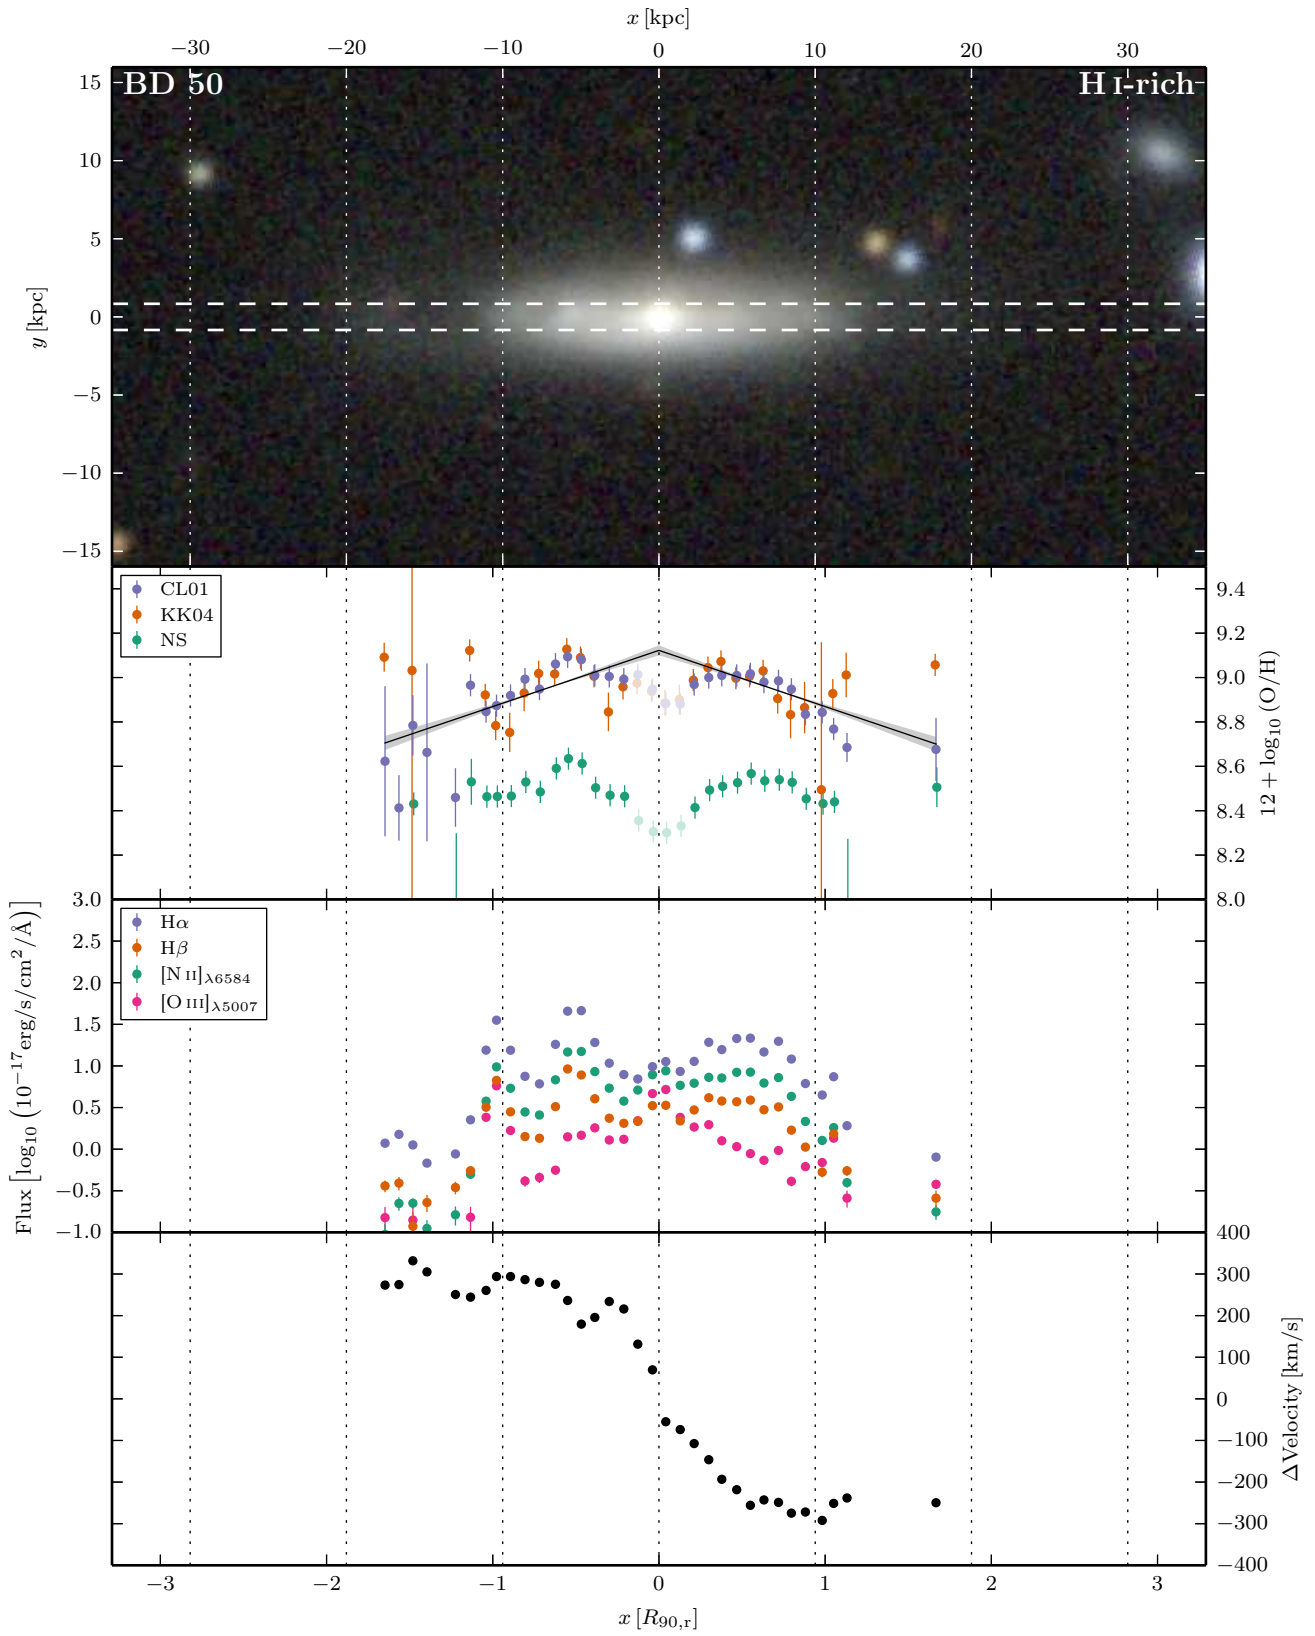 x [kpc]
−30 −20 −10 0 10 20 30
BD 50 H I-rich
15
10
5
0
−5
−10
−15
y [kpc]
CL01
KK04
NS
9.4
9.2
9.0
8.8
8.6
8.4
8.2
8.0
12 + log₁₀ (O/H)
Hα
Hβ
[N II]λ6584
[O III]λ5007
3.0
2.5
2.0
1.5
1.0
0.5
0.0
−0.5
−1.0
Flux [log₁₀ (10⁻¹⁷erg/s/cm²/Å)]
400
300
200
100
0
−100
−200
−300
−400
ΔVelocity [km/s]
−3 −2 −1 0 1 2 3
x [R₉₀,ᵣ]